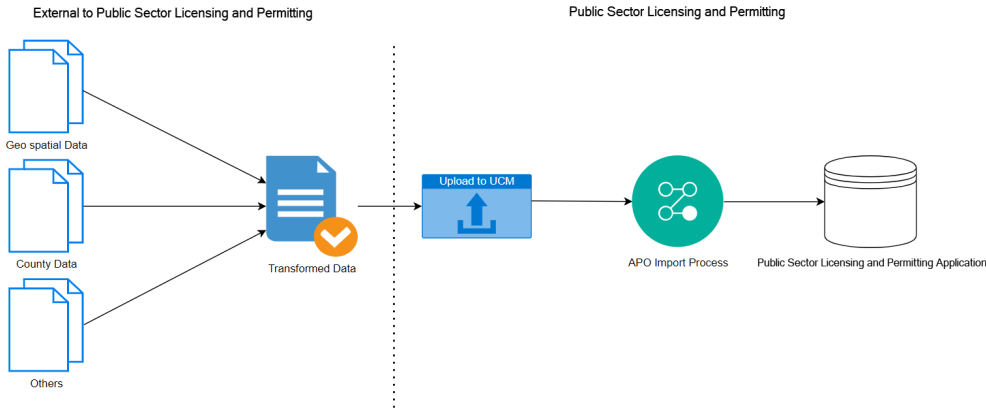 External to Public Sector Licensing and Permitting
Public Sector Licensing and Permitting
Geo spatial Data
Upload to UCM
County Data
Transformed Data
APO Import Process
Public Sector Licensing and Permitting Application
Others